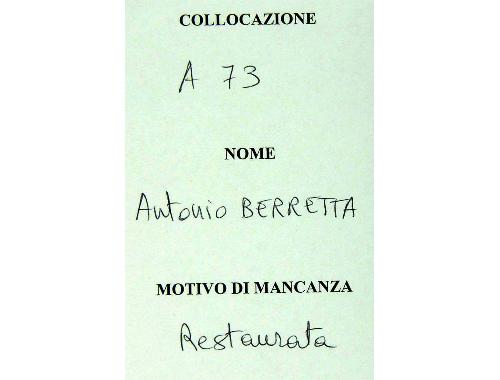 COLLOCAZIONE
A 73
NOME
Antonio BERRETTA
MOTIVO DI MANCANZA
Restaurata